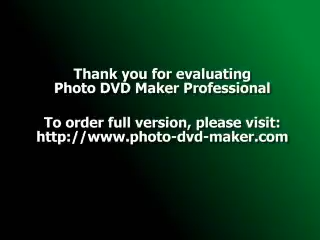 Thank you for evaluating
Photo DVD Maker Professional
To order full version, please visit:
http://www.photo-dvd-maker.com